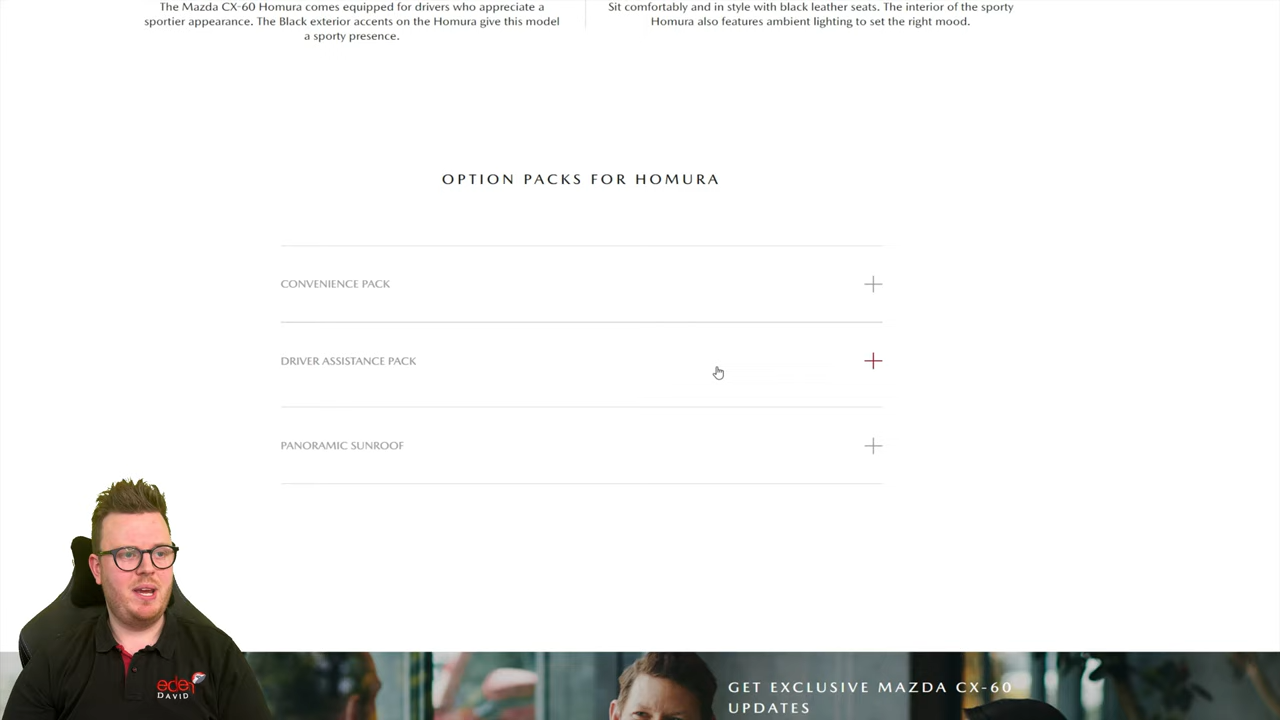 The Mazda CX-60 Homura comes equipped for drivers who appreciate a
sportier appearance. The Black exterior accents on the Homura give this model
a sporty presence.
Sit comfortably and in style with black leather seats. The interior of the sporty
Homura also features ambient lighting to set the right mood.
OPTION PACKS FOR HOMURA
CONVENIENCE PACK
DRIVER ASSISTANCE PACK
PANORAMIC SUNROOF
eden
DAVID
GET EXCLUSIVE MAZDA CX-60
UPDATES